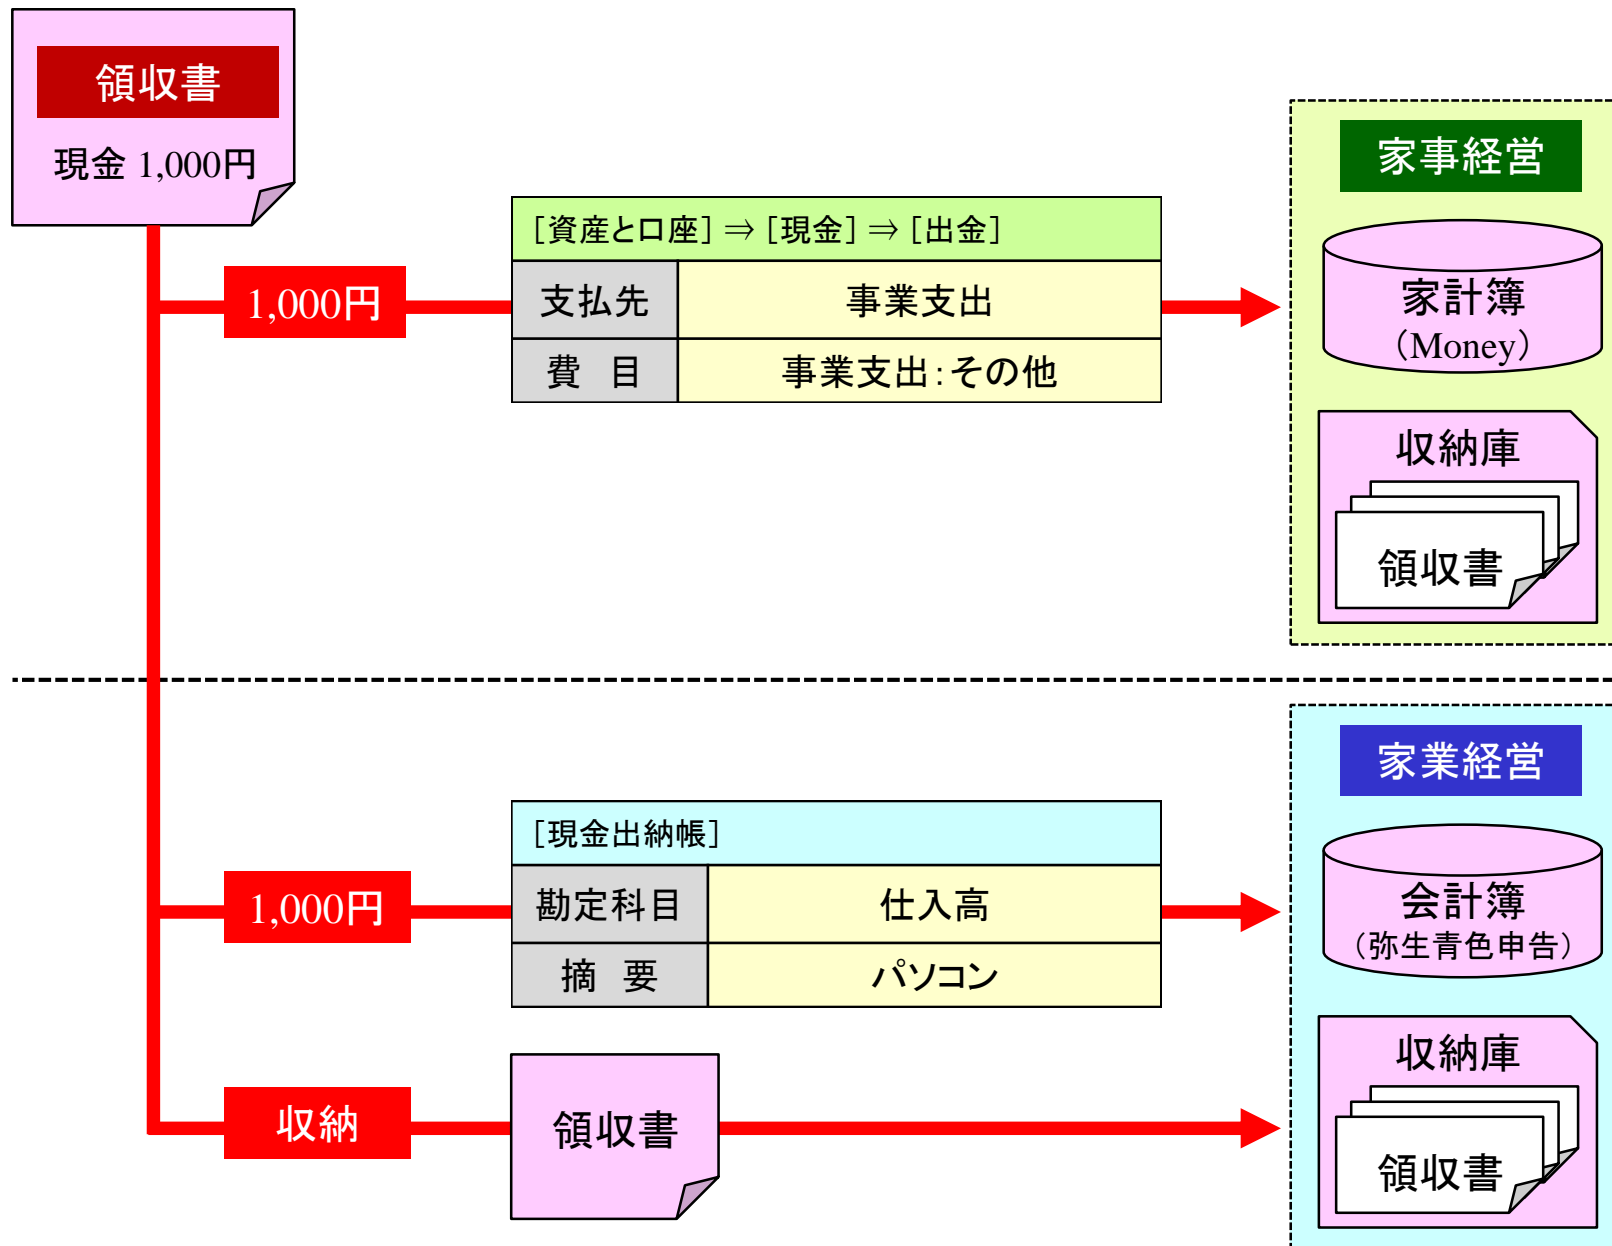 領収書
現金 1,000円
家事経営
[資産と口座]⇒[現金]⇒[出金]
1,000円
支払先
事業支出
費 目
事業支出:その他
家計簿
(Money)
収納庫
領収書
家業経営
[現金出納帳]
1,000円
勘定科目
仕入高
摘 要
パソコン
会計簿
(弥生青色申告)
収納
領収書
収納庫
領収書